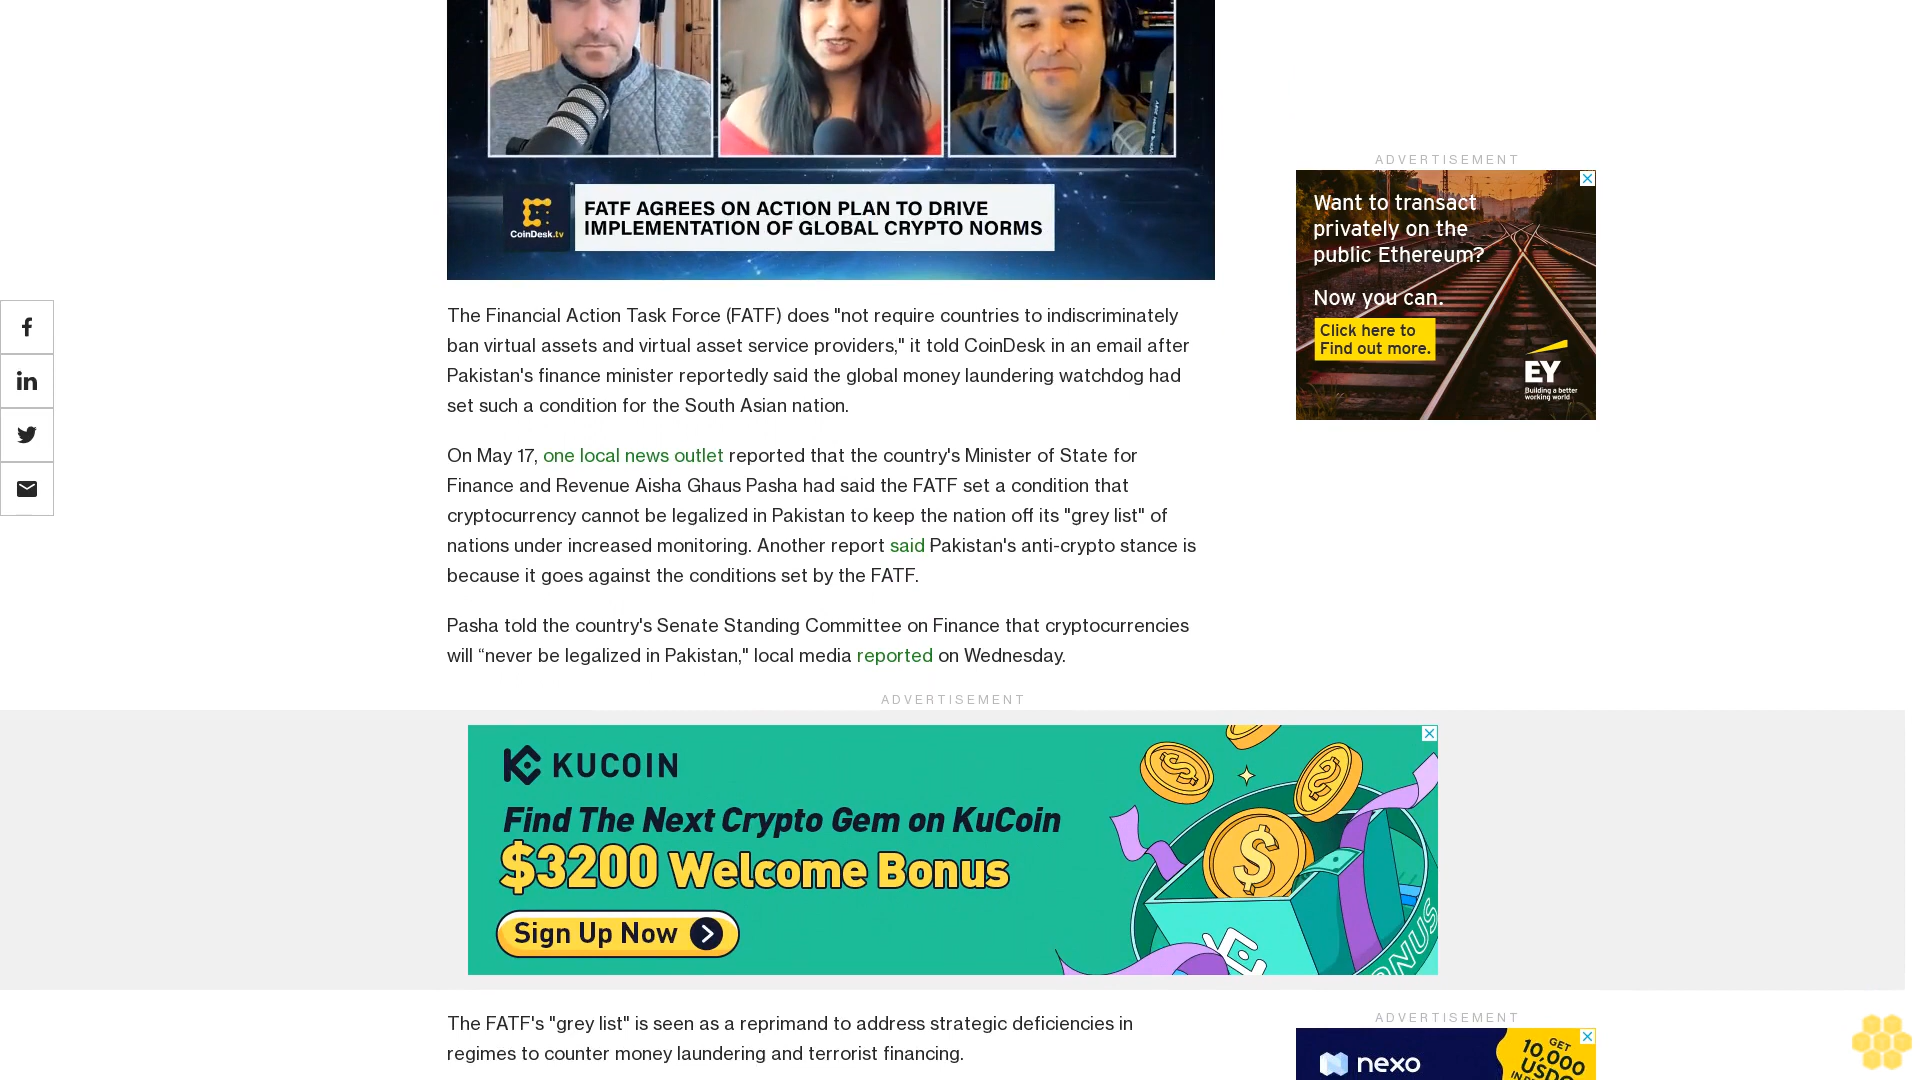 CoinDesk.tv
FATF AGREES ON ACTION PLAN TO DRIVE
IMPLEMENTATION OF GLOBAL CRYPTO NORMS
The Financial Action Task Force (FATF) does "not require countries to indiscriminately
ban virtual assets and virtual asset service providers," it told CoinDesk in an email after
Pakistan's finance minister reportedly said the global money laundering watchdog had
set such a condition for the South Asian nation.
On May 17, one local news outlet reported that the country's Minister of State for
Finance and Revenue Aisha Ghaus Pasha had said the FATF set a condition that
cryptocurrency cannot be legalized in Pakistan to keep the nation off its "grey list" of
nations under increased monitoring. Another report said Pakistan's anti-crypto stance is
because it goes against the conditions set by the FATF.
Pasha told the country's Senate Standing Committee on Finance that cryptocurrencies
will “never be legalized in Pakistan," local media reported on Wednesday.
ADVERTISEMENT
KUCOIN
Find The Next Crypto Gem on KuCoin
$3200 Welcome Bonus
Sign Up Now
BONUS
The FATF's "grey list" is seen as a reprimand to address strategic deficiencies in
regimes to counter money laundering and terrorist financing.
ADVERTISEMENT
Want to transact
privately on the
public Ethereum?
Now you can.
Click here to
Find out more.
EY
Building a better
working world
ADVERTISEMENT
nexo
GET
10,000
USDC